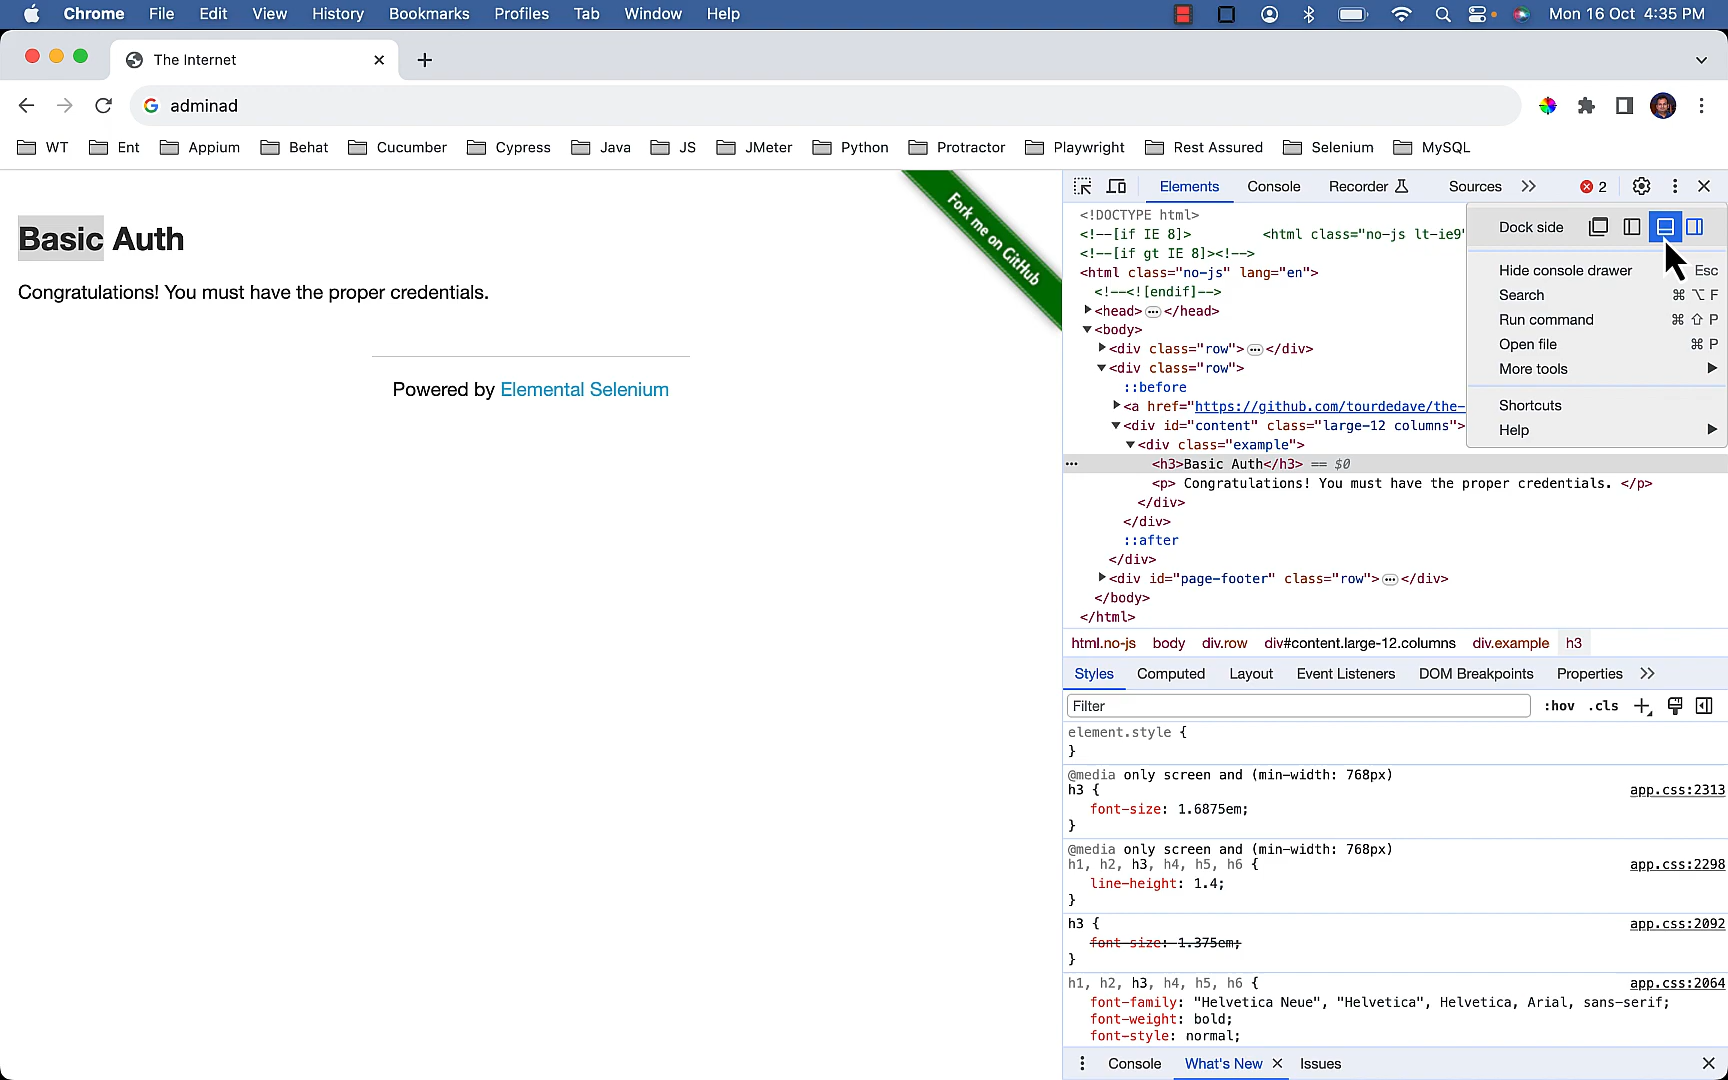 Chrome File Edit View History Bookmarks Profiles Tab Window Help Mon 16 Oct 4:35 PM
The Internet
adminad
WT Ent Appium Behat Cucumber Cypress Java JS JMeter Python Protractor Playwright Rest Assured Selenium MySQL
Basic Auth
Congratulations! You must have the proper credentials.
Powered by Elemental Selenium
Fork me on GitHub
Elements Console Recorder Sources 2
<!DOCTYPE html>
<!--[if IE 8]> <html class="no-js lt-ie9"
<!--[if gt IE 8]><!-->
<html class="no-js" lang="en">
<!--<![endif]-->
<head> … </head>
<body>
<div class="row"> … </div>
<div class="row">
::before
<a href="https://github.com/tourdedave/the-
<div id="content" class="large-12 columns">
<div class="example">
<h3>Basic Auth</h3> == $0
<p> Congratulations! You must have the proper credentials. </p>
</div>
</div>
::after
</div>
<div id="page-footer" class="row"> … </div>
</body>
</html>
Dock side
Hide console drawer Esc
Search ⌘ ⌥ F
Run command ⌘ ⇧ P
Open file ⌘ P
More tools
Shortcuts
Help
html.no-js body div.row div#content.large-12.columns div.example h3
Styles Computed Layout Event Listeners DOM Breakpoints Properties
Filter :hov .cls
element.style {
}
@media only screen and (min-width: 768px)
h3 { app.css:2313
font-size: 1.6875em;
}
@media only screen and (min-width: 768px)
h1, h2, h3, h4, h5, h6 { app.css:2298
line-height: 1.4;
}
h3 { app.css:2092
font-size: 1.375em;
}
h1, h2, h3, h4, h5, h6 { app.css:2064
font-family: "Helvetica Neue", "Helvetica", Helvetica, Arial, sans-serif;
font-weight: bold;
font-style: normal;
Console What's New Issues